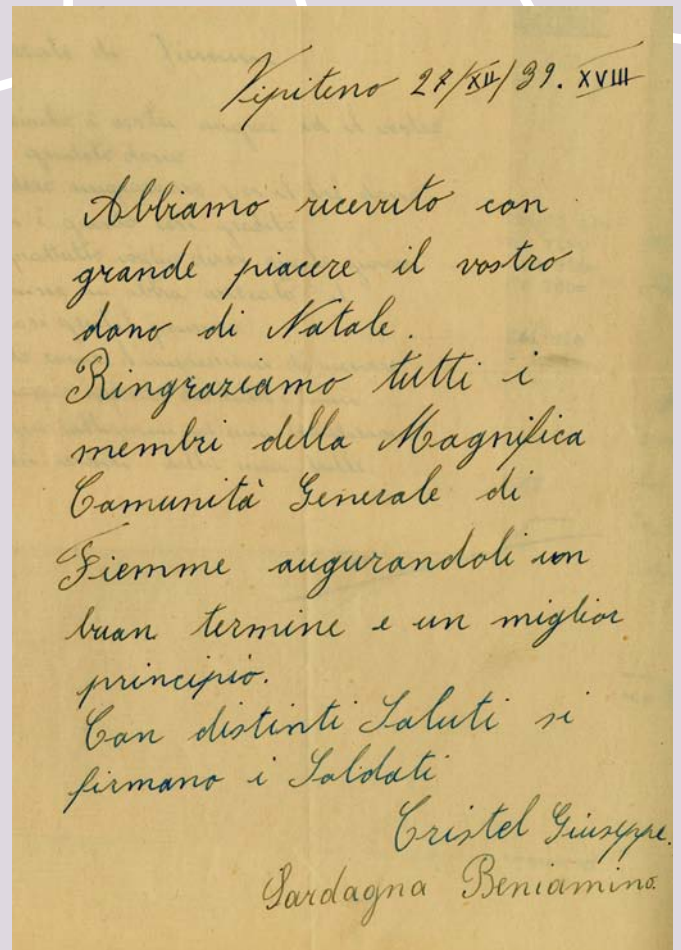 Vipiteno 27/XII/39. XVIII
Abbiamo ricevuto con
grande piacere il vostro
dono di Natale.
Ringraziamo tutti i
membri della Magnifica
Comunità Generale di
Fiemme augurandoli un
buon termine e un miglior
principio.
Con distinti Saluti si
firmano i Soldati
Cristel Giuseppe.
Sardagna Beniamino.